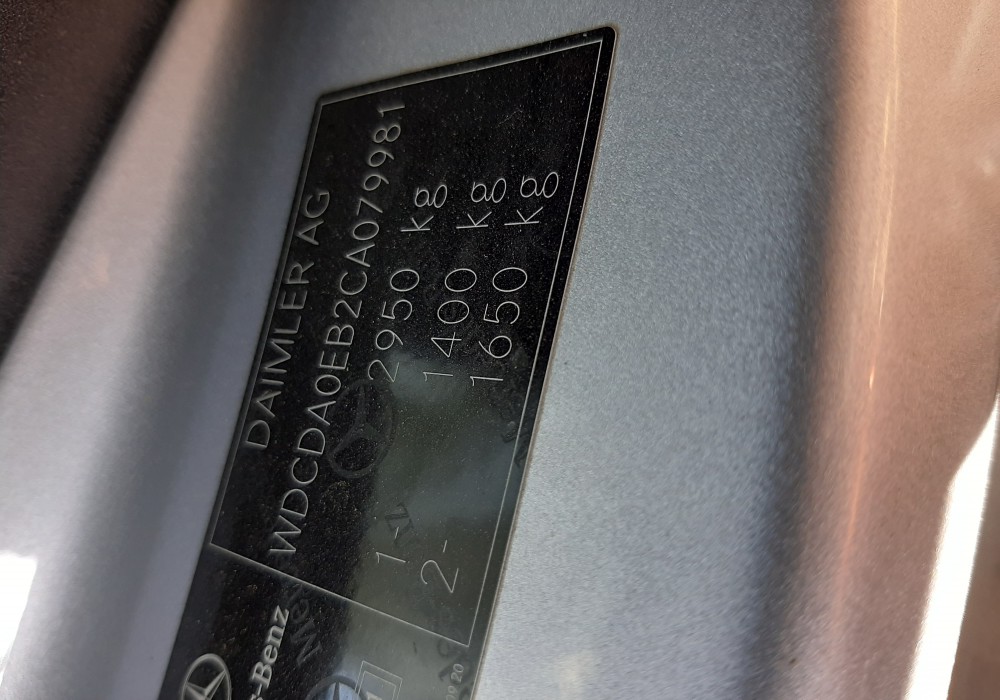 DAIMLER AG
WDCDA0EB2CA079981
2950 kg
1- 1400 kg
2- 1650 kg